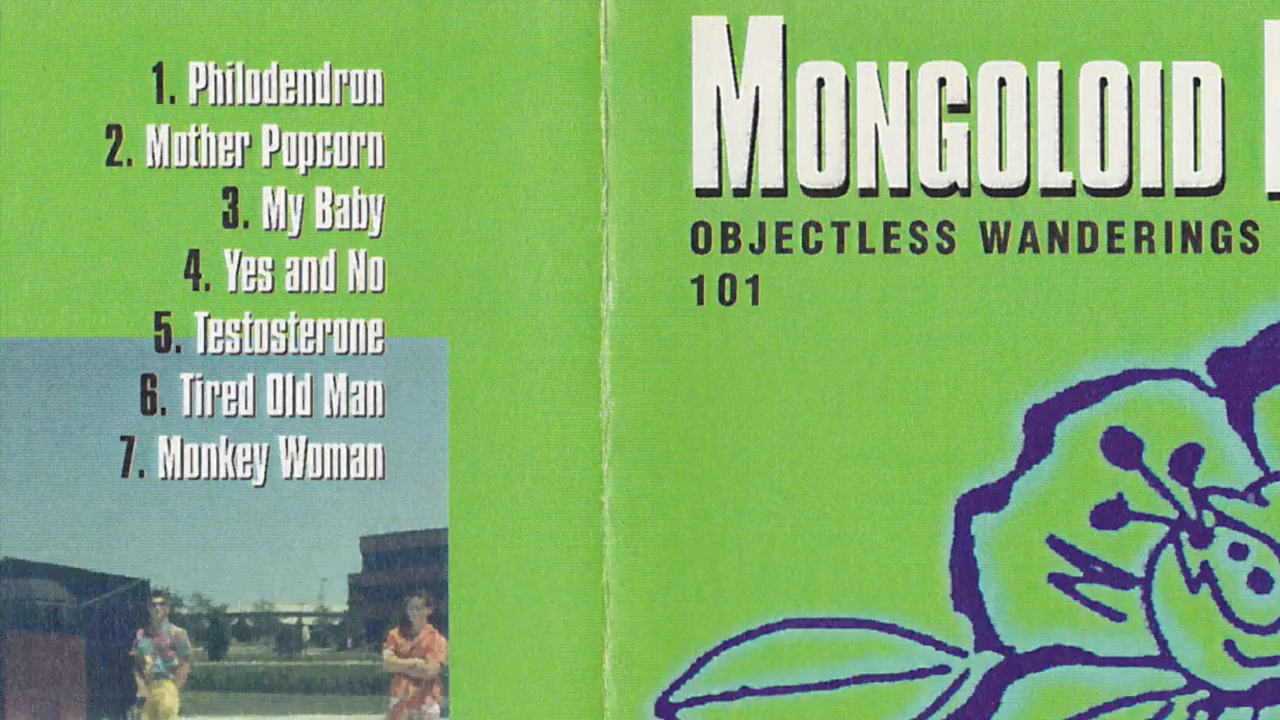 1. Philodendron
2. Mother Popcorn
3. My Baby
4. Yes and No
5. Testosterone
6. Tired Old Man
7. Monkey Woman
MONGOLOID
OBJECTLESS WANDERINGS
101